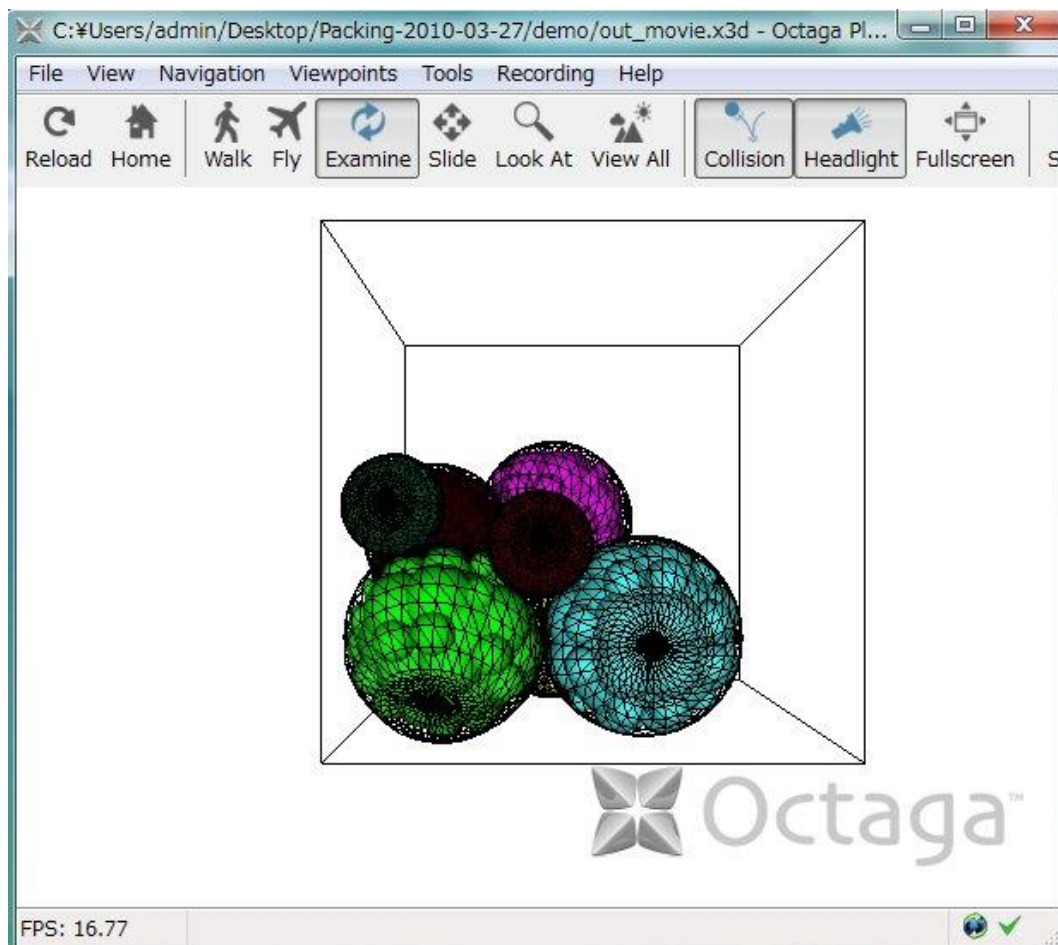 C:¥Users/admin/Desktop/Packing-2010-03-27/demo/out_movie.x3d - Octaga Pl...
File View Navigation Viewpoints Tools Recording Help
Reload Home Walk Fly Examine Slide Look At View All Collision Headlight Fullscreen S
Octaga™
FPS: 16.77